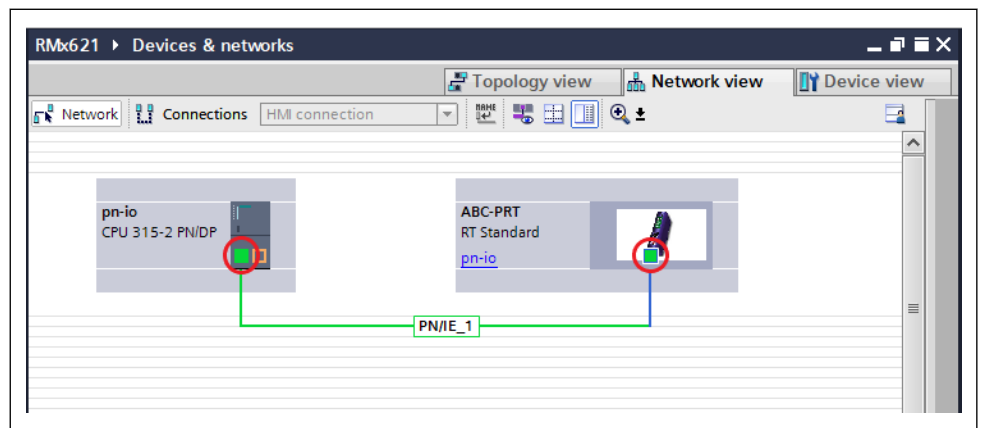 RMx621 ▸ Devices & networks
Topology view Network view Device view
Network Connections HMI connection
pn-io
CPU 315-2 PN/DP
ABC-PRT
RT Standard
pn-io
PN/IE_1